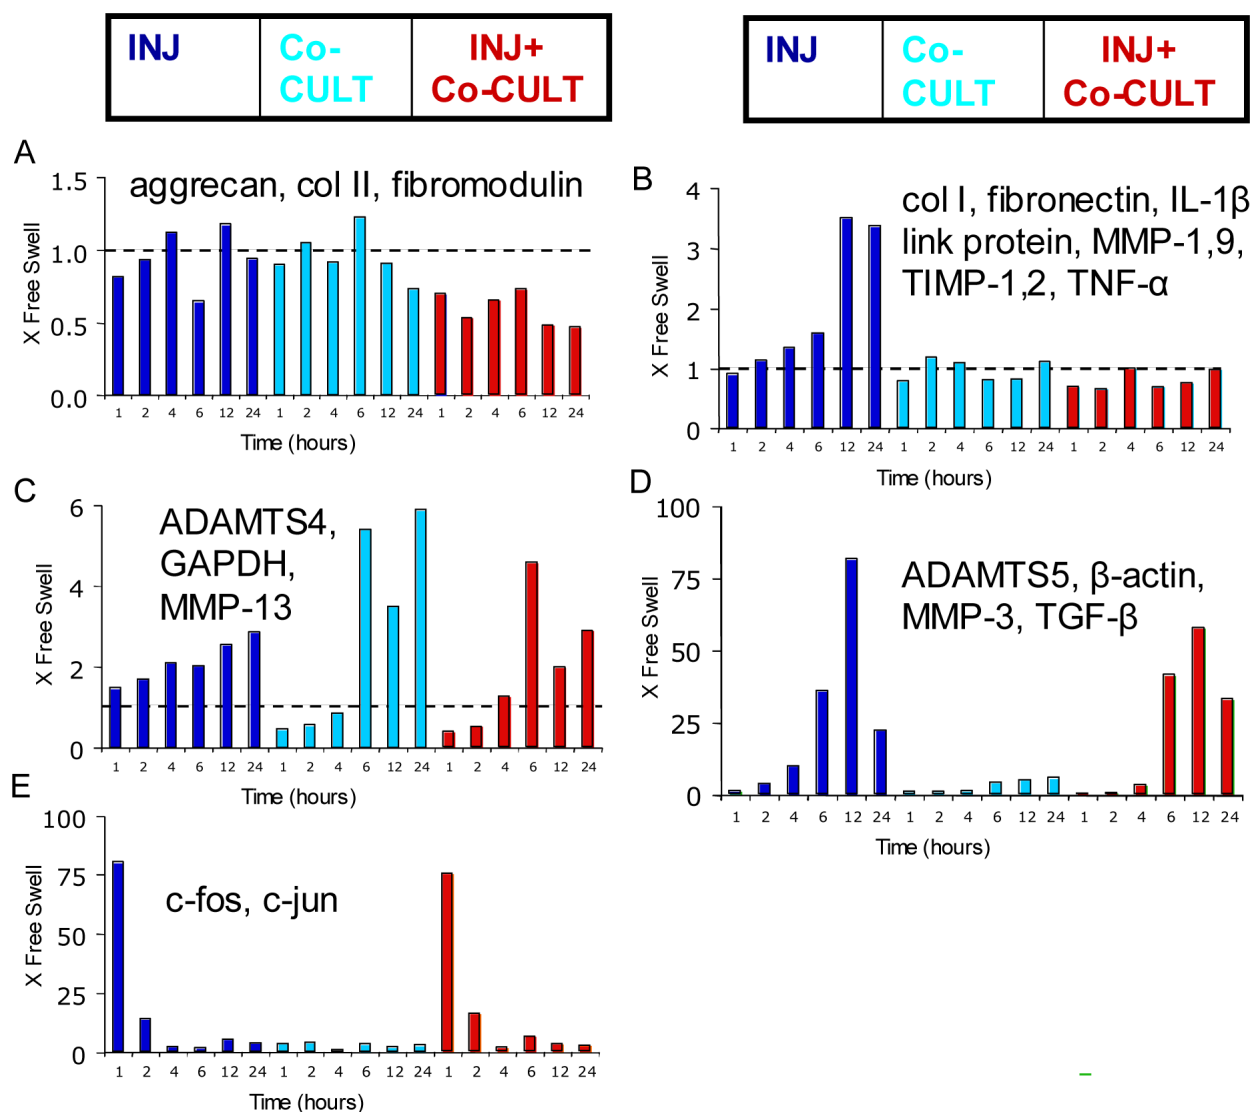 INJ
Co-
CULT
INJ+
Co-CULT
INJ
Co-
CULT
INJ+
Co-CULT
A
1.5
1.0
0.5
0.0
X Free Swell
aggrecan, col II, fibromodulin
1 2 4 6 12 24 1 2 4 6 12 24 1 2 4 6 12 24
Time (hours)
B
4
3
2
1
0
X Free Swell
col I, fibronectin, IL-1β
link protein, MMP-1,9,
TIMP-1,2, TNF-α
1 2 4 6 12 24 1 2 4 6 12 24 1 2 4 6 12 24
Time (hours)
C
6
4
2
0
X Free Swell
ADAMTS4,
GAPDH,
MMP-13
1 2 4 6 12 24 1 2 4 6 12 24 1 2 4 6 12 24
Time (hours)
D
100
75
50
25
0
X Free Swell
ADAMTS5, β-actin,
MMP-3, TGF-β
1 2 4 6 12 24 1 2 4 6 12 24 1 2 4 6 12 24
Time (hours)
E
100
75
50
25
0
X Free Swell
c-fos, c-jun
1 2 4 6 12 24 1 2 4 6 12 24 1 2 4 6 12 24
Time (hours)